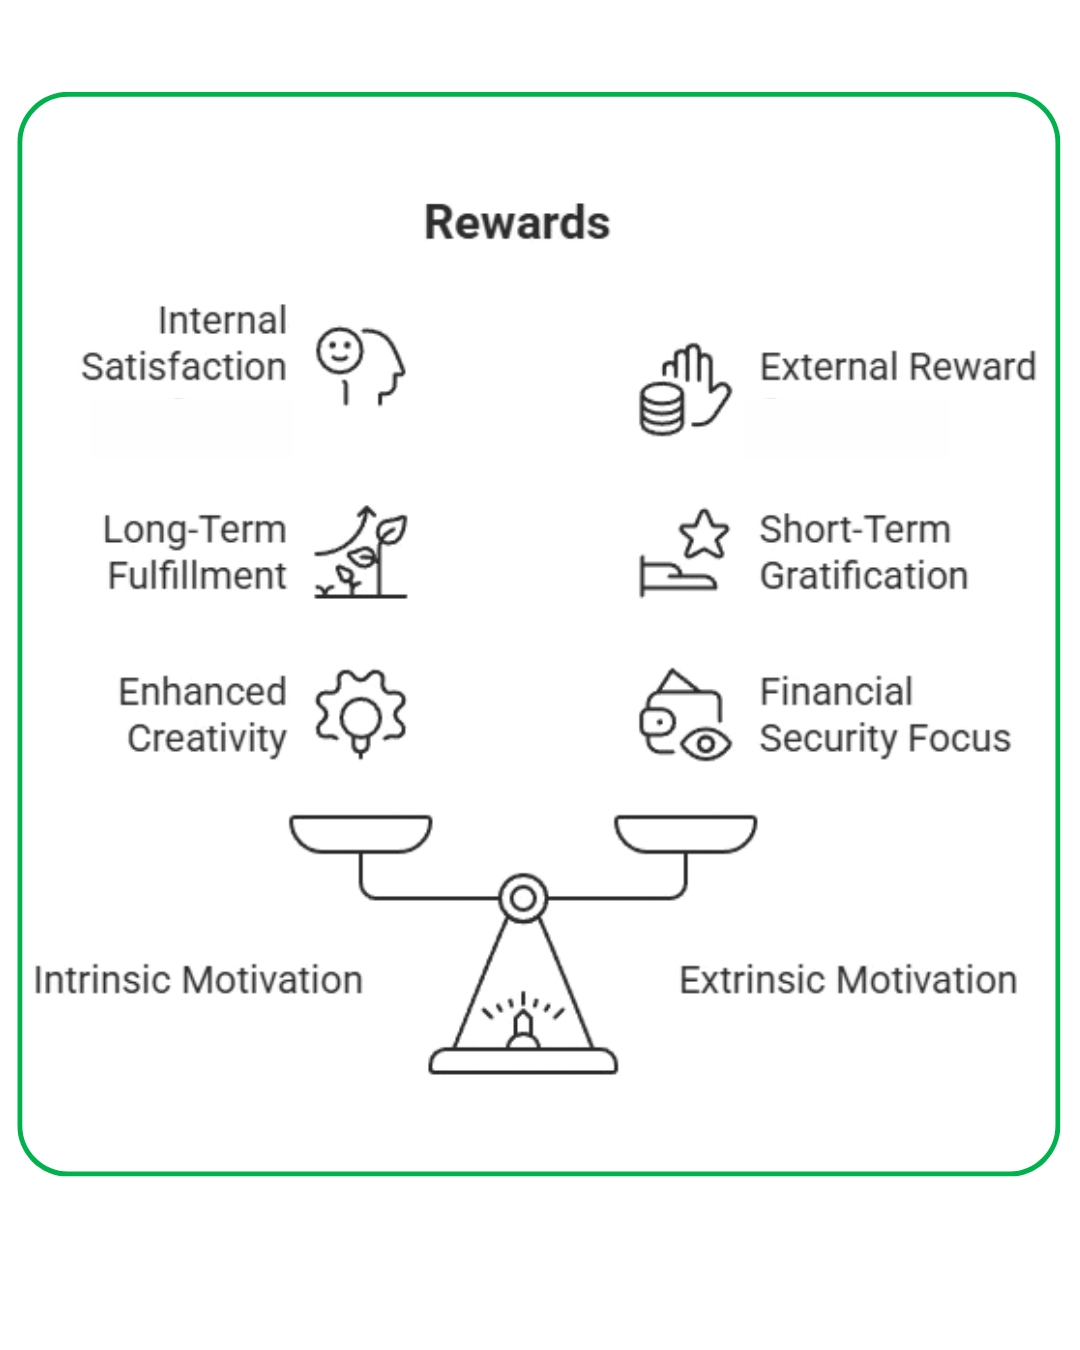 Rewards
Internal
Satisfaction
External Reward
Long-Term
Fulfillment
Short-Term
Gratification
Enhanced
Creativity
Financial
Security Focus
Intrinsic Motivation
Extrinsic Motivation